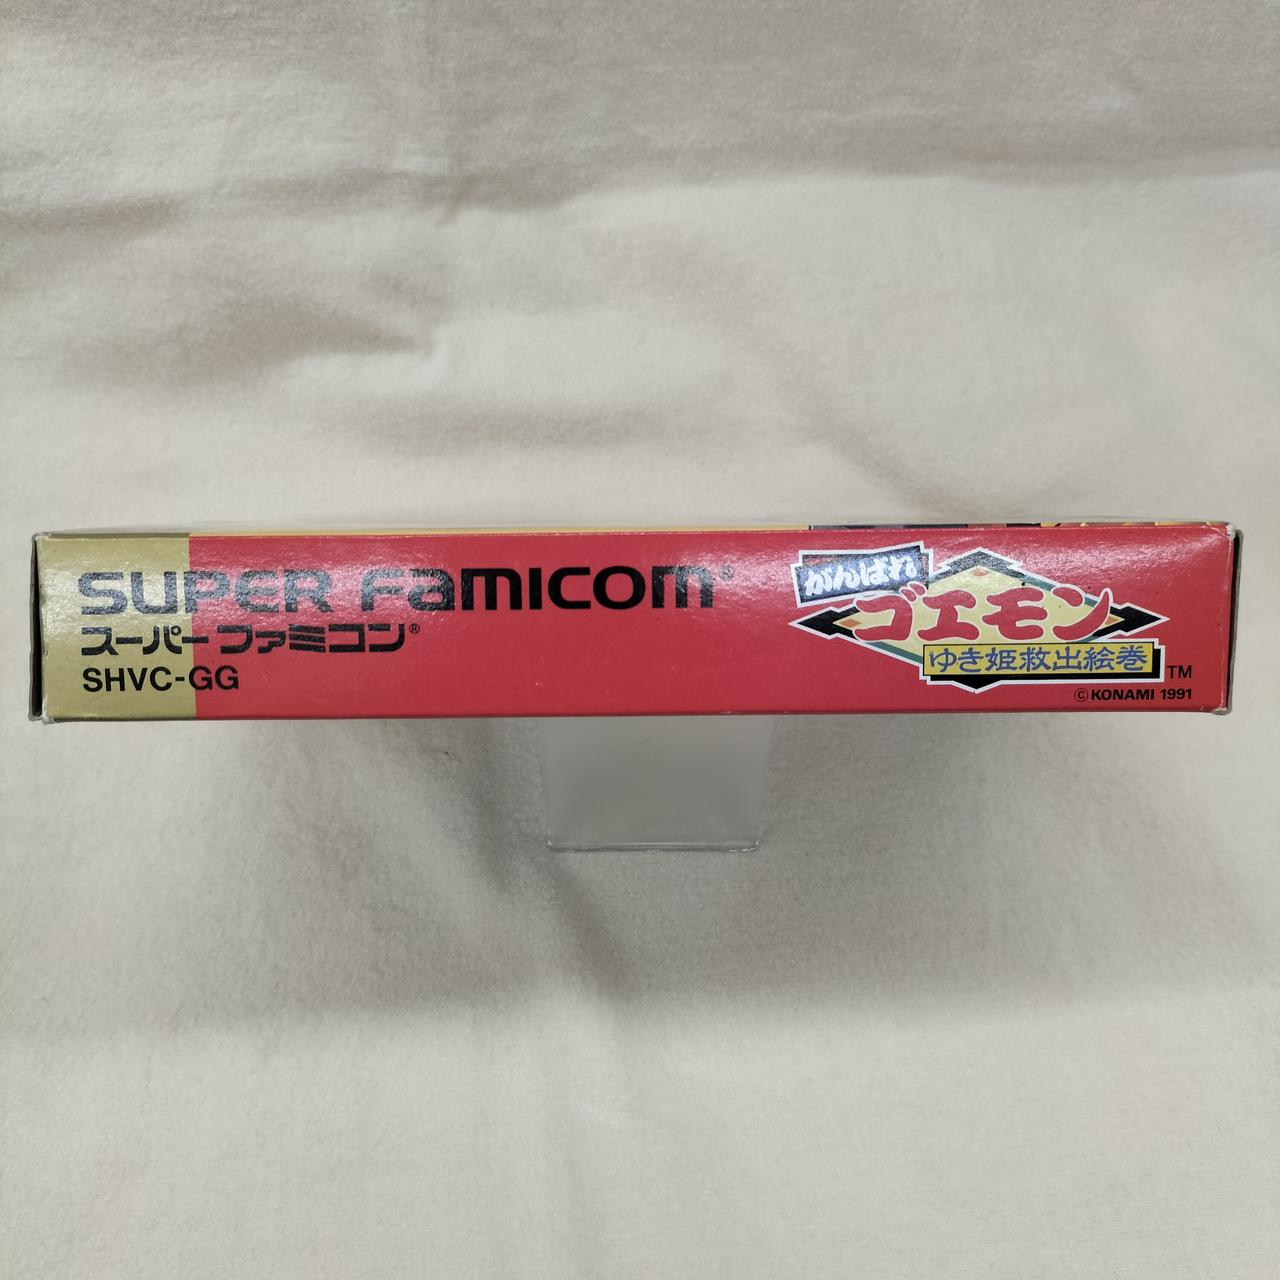 SUPER FAMICOM®
スーパーファミコン®
SHVC-GG
がんばれ
ゴエモン
ゆき姫救出絵巻
TM
©KONAMI 1991